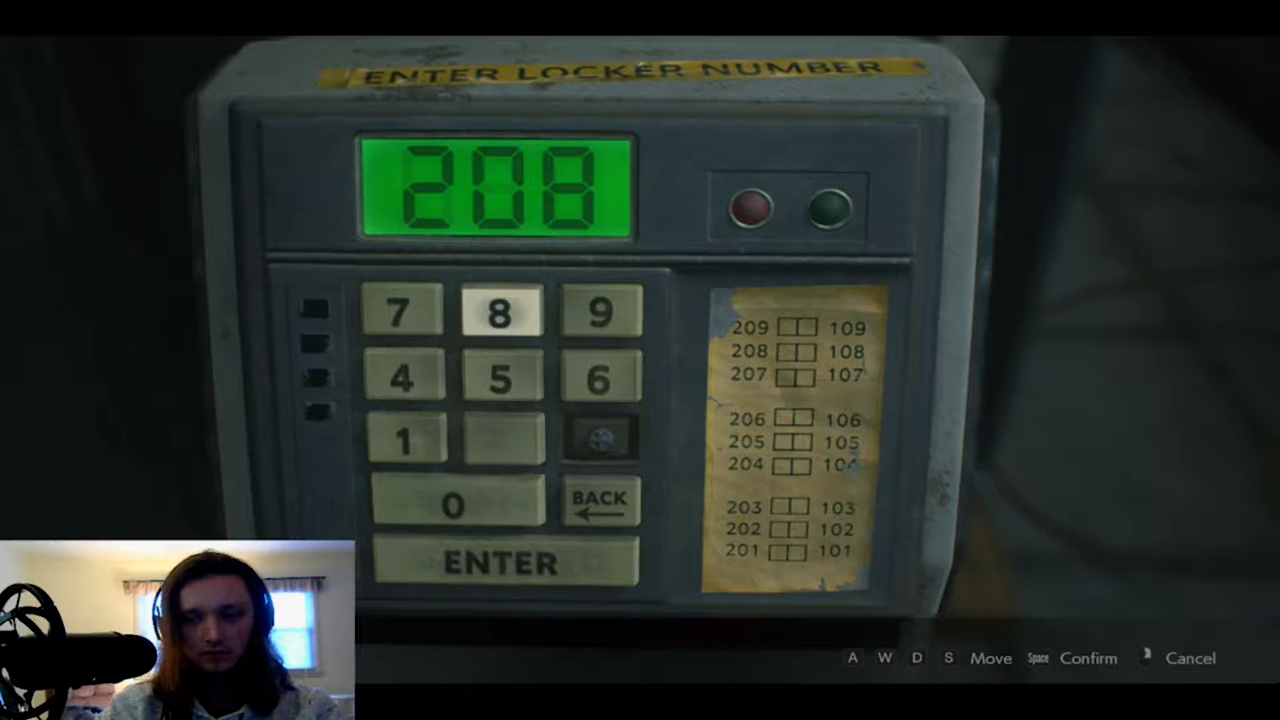 ENTER LOCKER NUMBER
208
7 8 9
4 5 6
1
0 BACK
ENTER
209 109
208 108
207 107
206 106
205 105
204 104
203 103
202 102
201 101
A W D S Move Space Confirm Cancel